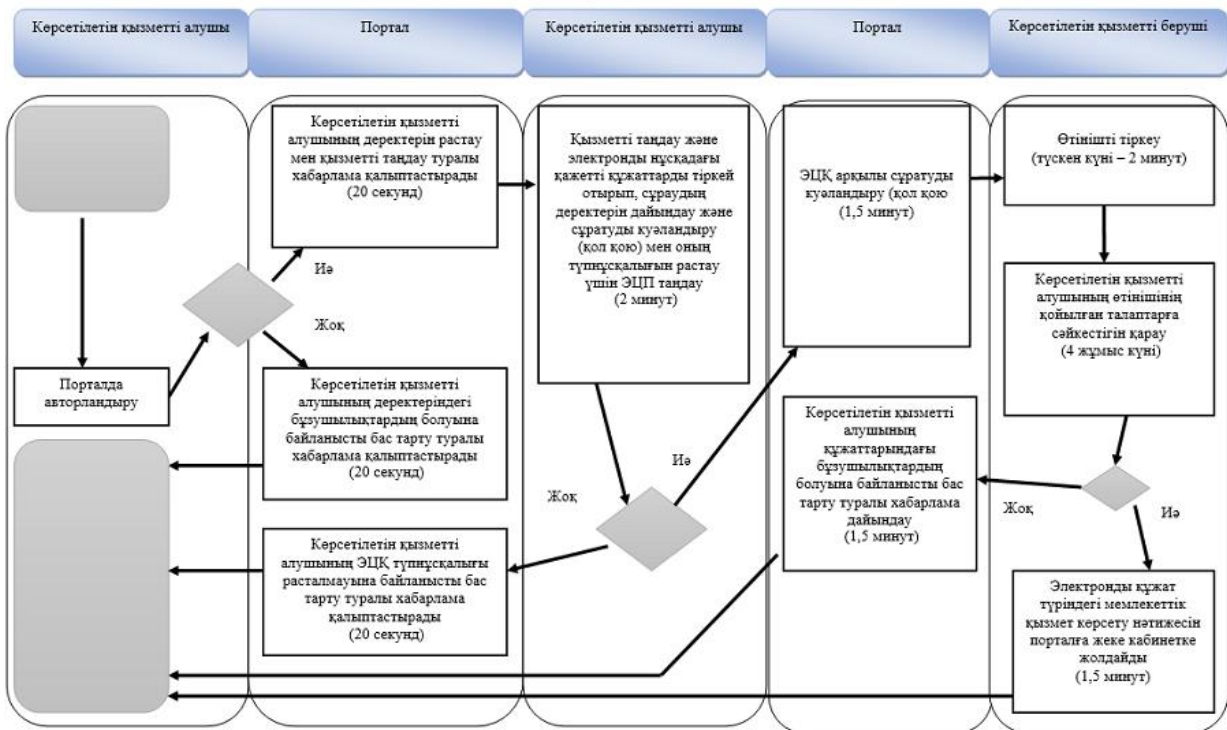 Көрсетілетін қызметті алушы
Портал
Көрсетілетін қызметті алушы
Портал
Көрсетілетін қызметті беруші
Көрсетілетін қызметті
алушының деректерін растау
мен қызметті таңдау туралы
хабарлама қалыптастырады
(20 секунд)
Қызметті таңдау және
электронды нұсқадағы
қажетті құжаттарды тіркей
отырып, сұраудың
деректерін дайындау және
сұратуды куәландыру
(қол қою) мен оның
түпнұсқалығын растау
үшін ЭЦП таңдау
(2 минут)
ЭЦҚ арқылы сұратуды
куәландыру (қол қою
(1,5 минут)
Өтінішті тіркеу
(түскен күні – 2 минут)
Иә
Жоқ
Көрсетілетін қызметті
алушының өтінішінің
қойылған талаптарға
сәйкестігін қарау
(4 жұмыс күні)
Порталда
авторландыру
Көрсетілетін қызметті
алушының деректеріндегі
бұзушылықтардың болуына
байланысты бас тарту туралы
хабарлама қалыптастырады
(20 секунд)
Иә
Жоқ
Көрсетілетін қызметті
алушының
құжаттарындағы
бұзушылықтардың
болуына байланысты бас
тарту туралы хабарлама
дайындау
(1,5 минут)
Жоқ
Иә
Көрсетілетін қызметті
алушының ЭЦҚ түпнұсқалығы
расталмауына байланысты бас
тарту туралы хабарлама
қалыптастырады
(20 секунд)
Электронды құжат
түріндегі мемлекеттік
қызмет көрсету нәтижесін
порталға жеке кабинетке
жолдайды
(1,5 минут)